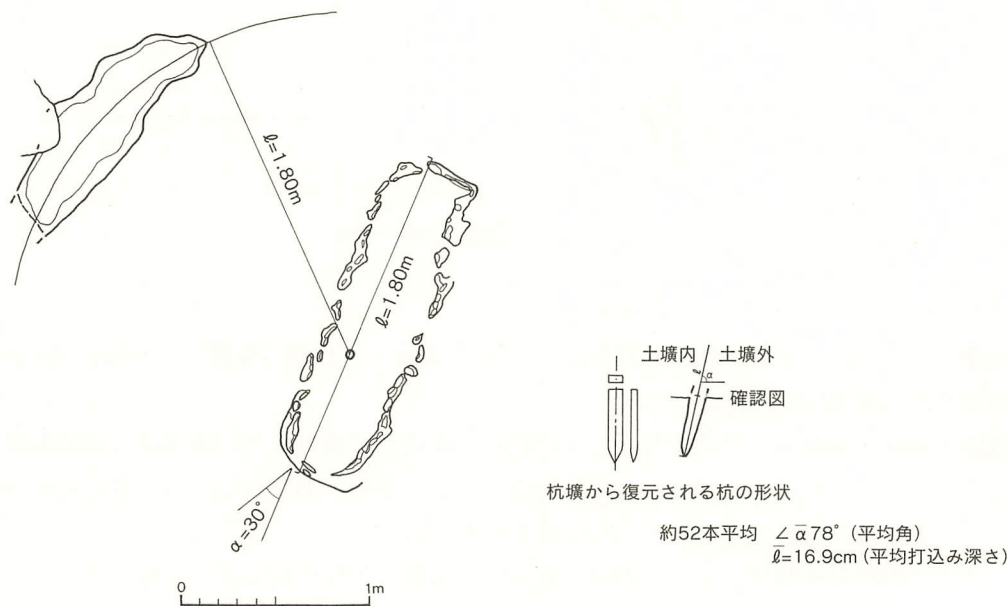 ℓ=1.80m
ℓ=1.80m
α=30°
0 1m
土壙内 土壙外
ℓ α
確認図
杭壙から復元される杭の形状
約52本平均 ∠ α̅ 78°（平均角）
ℓ̅=16.9cm（平均打込み深さ）